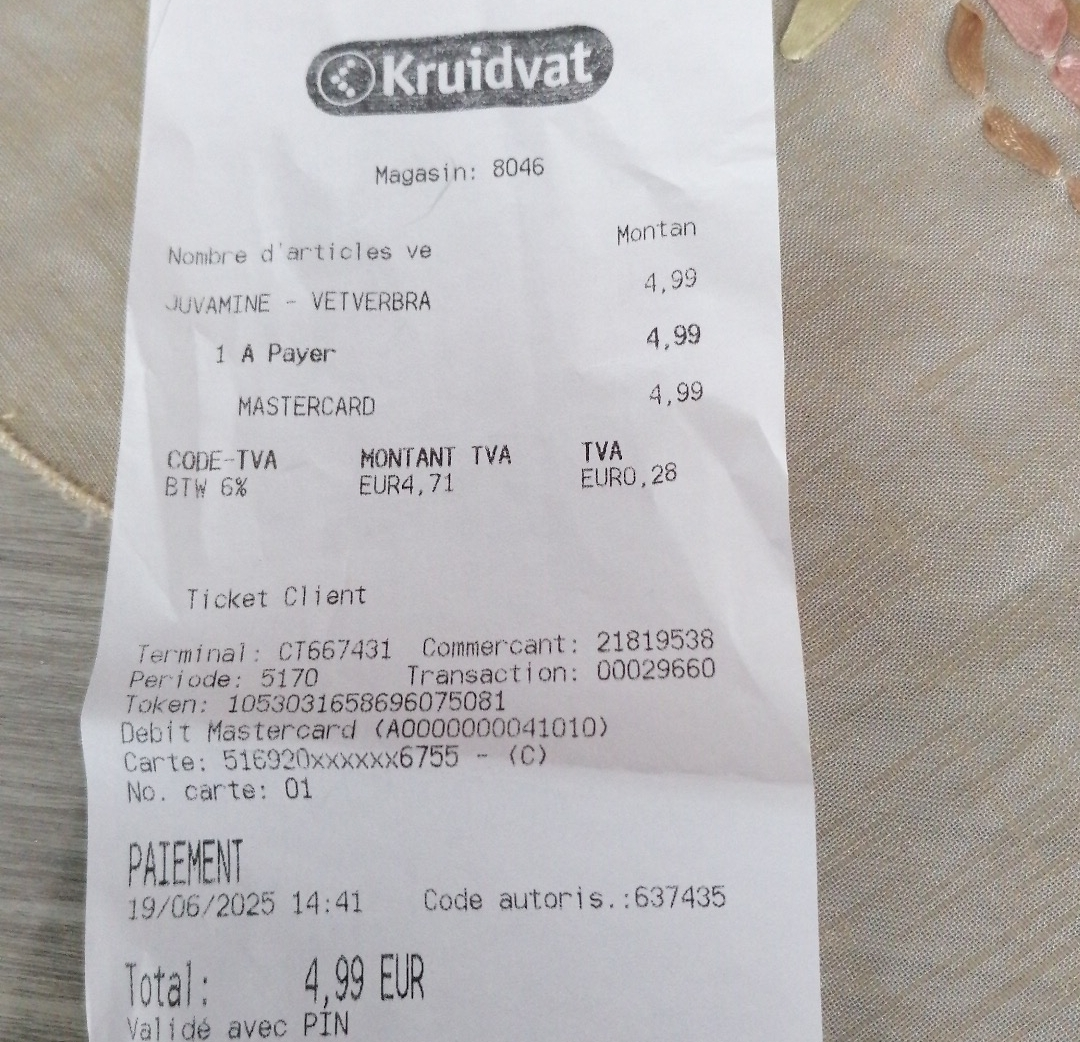 Kruidvat
Magasin: 8046
Nombre d'articles ve Montan
JUVAMINE - VETVERBRA 4,99
1 A Payer 4,99
MASTERCARD 4,99
CODE-TVA MONTANT TVA TVA
BTW 6% EUR4,71 EUR0,28
Ticket Client
Terminal: CT667431 Commercant: 21819538
Periode: 5170 Transaction: 00029660
Token: 1053031658696075081
Debit Mastercard (A0000000041010)
Carte: 516920xxxxxx6755 - (C)
No. carte: 01
PAIEMENT
19/06/2025 14:41 Code autoris.:637435
Total: 4,99 EUR
Validé avec PIN